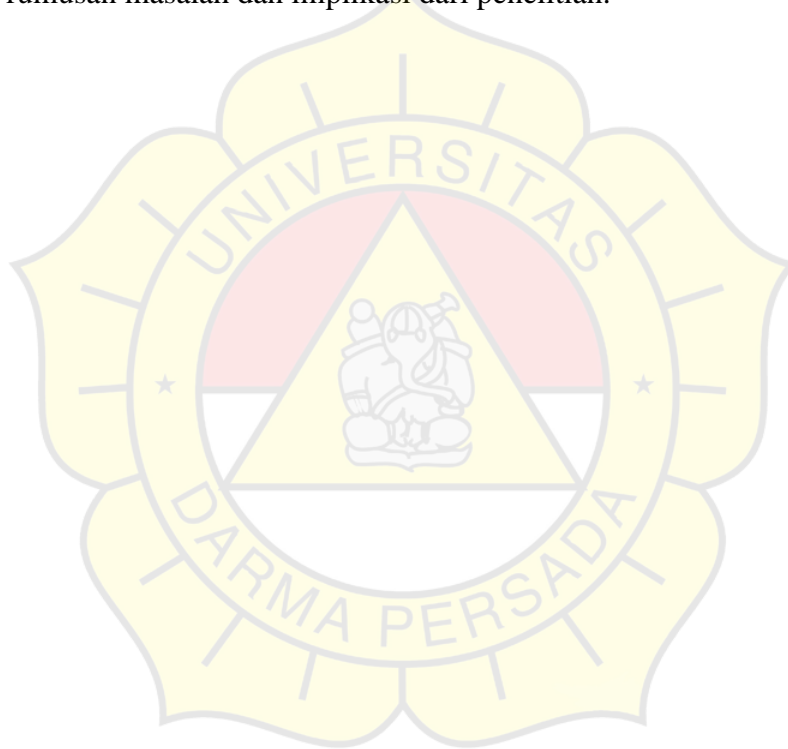 rumusan masalah dan implikasi dari penelitian.
UNIVERSITAS
DARMA PERSADA